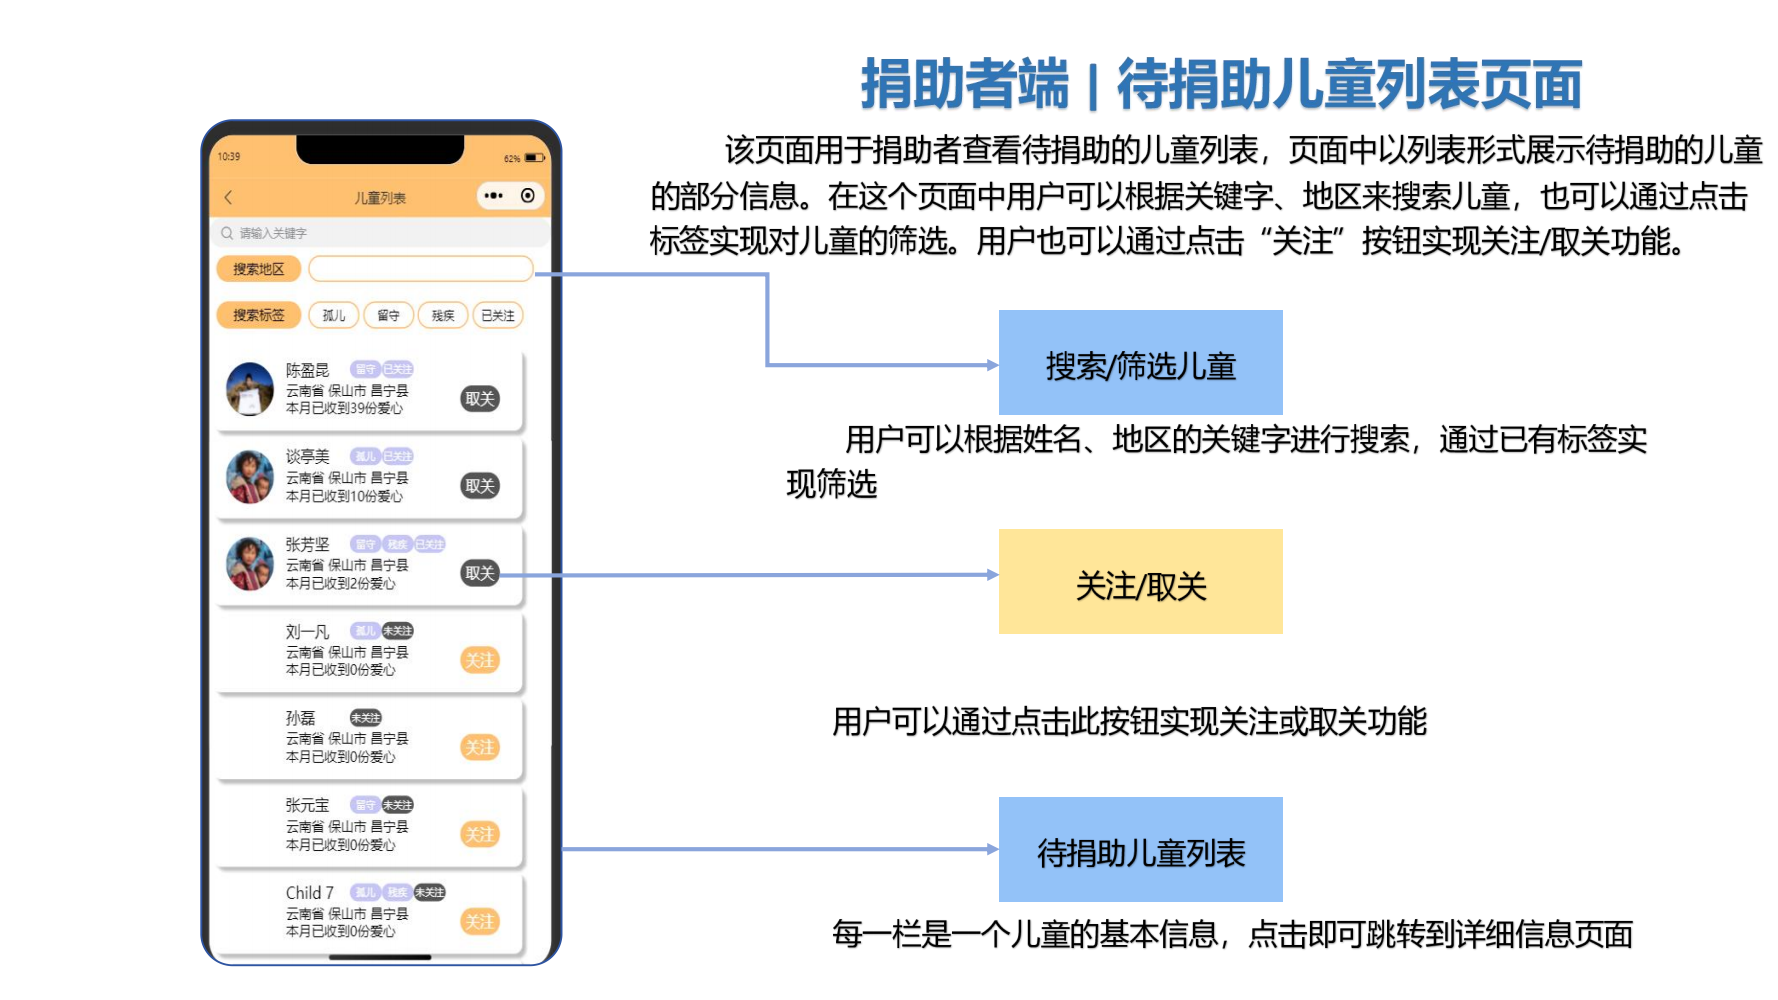 捐助者端 | 待捐助儿童列表页面
该页面用于捐助者查看待捐助的儿童列表，页面中以列表形式展示待捐助的儿童
的部分信息。在这个页面中用户可以根据关键字、地区来搜索儿童，也可以通过点击
标签实现对儿童的筛选。用户也可以通过点击“关注”按钮实现关注/取关功能。
10:39
62%
儿童列表
请输入关键字
搜索地区
搜索标签 孤儿 留守 残疾 已关注
陈盈昆 留守 已关注
云南省 保山市 昌宁县
本月已收到39份爱心
取关
谈亭美 孤儿 已关注
云南省 保山市 昌宁县
本月已收到10份爱心
取关
张芳坚 留守 残疾 已关注
云南省 保山市 昌宁县
本月已收到2份爱心
取关
刘一凡 孤儿 未关注
云南省 保山市 昌宁县
本月已收到0份爱心
关注
孙磊 未关注
云南省 保山市 昌宁县
本月已收到0份爱心
关注
张元宝 留守 未关注
云南省 保山市 昌宁县
本月已收到0份爱心
关注
Child 7 孤儿 残疾 未关注
云南省 保山市 昌宁县
本月已收到0份爱心
关注
搜索/筛选儿童
用户可以根据姓名、地区的关键字进行搜索，通过已有标签实
现筛选
关注/取关
用户可以通过点击此按钮实现关注或取关功能
待捐助儿童列表
每一栏是一个儿童的基本信息，点击即可跳转到详细信息页面